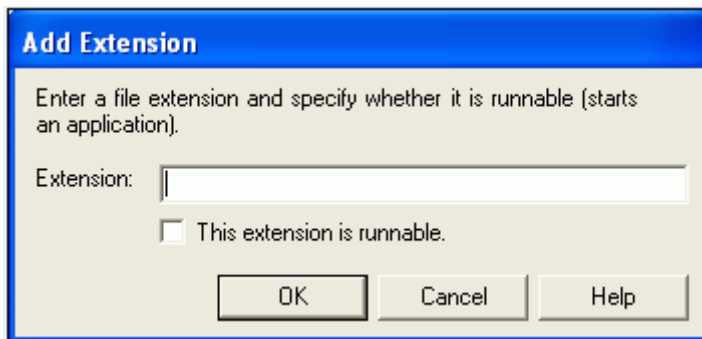 Add Extension
Enter a file extension and specify whether it is runnable (starts
an application).
Extension:
This extension is runnable.
OK Cancel Help